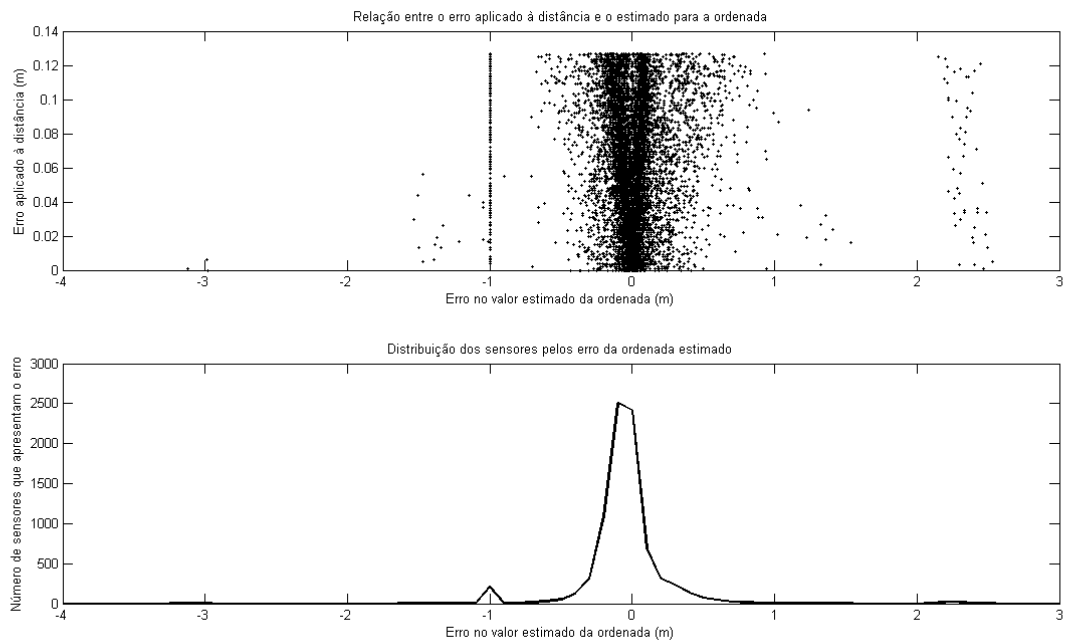 Relação entre o erro aplicado à distância e o estimado para a ordenada
Erro aplicado à distância (m)
0.14
0.12
0.1
0.08
0.06
0.04
0.02
0
-4 -3 -2 -1 0 1 2 3
Erro no valor estimado da ordenada (m)
Distribuição dos sensores pelos erro da ordenada estimado
Número de sensores que apresentam o erro
3000
2500
2000
1500
1000
500
0
-4 -3 -2 -1 0 1 2 3
Erro no valor estimado da ordenada (m)